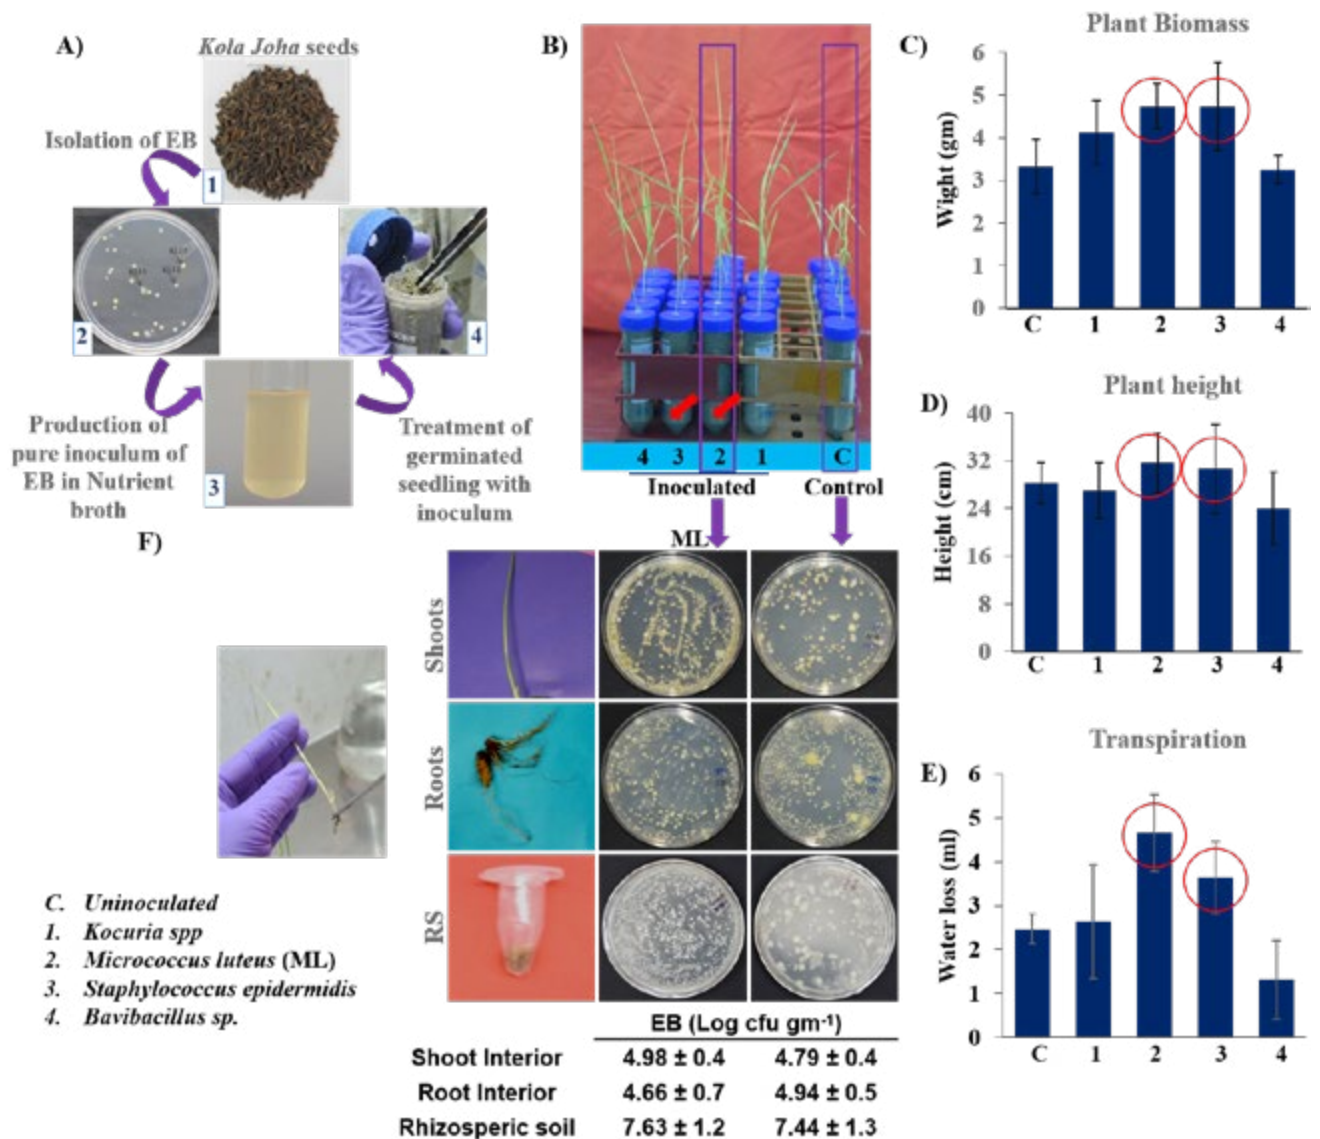 A)
Kola Joha seeds
Isolation of EB
1
2
4
3
Production of
pure inoculum of
EB in Nutrient
broth
Treatment of
germinated
seedling with
inoculum
B)
4 3 2 1 C
Inoculated Control
C)
Plant Biomass
Wight (gm)
6
5
4
3
2
1
0
C 1 2 3 4
D)
Plant height
Height (cm)
40
32
24
16
8
0
C 1 2 3 4
E)
Transpiration
Water loss (ml)
6
5
4
3
2
1
0
C 1 2 3 4
F)
ML
Shoots
Roots
RS
C. Uninoculated
1. Kocuria spp
2. Micrococcus luteus (ML)
3. Staphylococcus epidermidis
4. Bavibacillus sp.
EB (Log cfu gm-1)
Shoot Interior 4.98 ± 0.4 4.79 ± 0.4
Root Interior 4.66 ± 0.7 4.94 ± 0.5
Rhizosperic soil 7.63 ± 1.2 7.44 ± 1.3